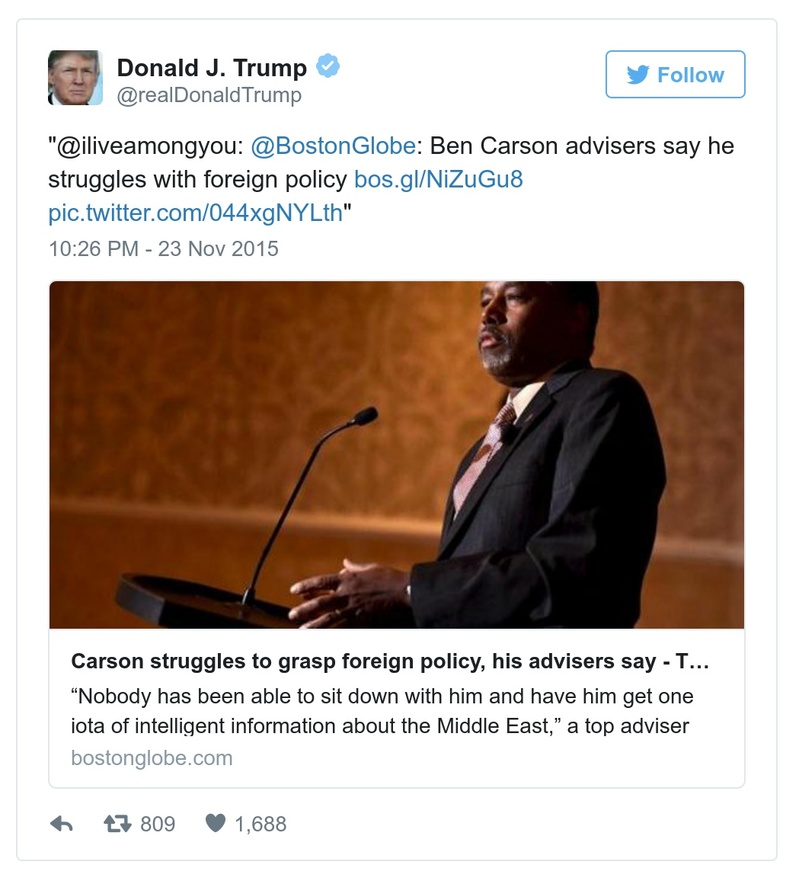 Donald J. Trump
@realDonaldTrump
Follow
"@iliveamongyou: @BostonGlobe: Ben Carson advisers say he
struggles with foreign policy bos.gl/NiZuGu8
pic.twitter.com/044xgNYLth"
10:26 PM - 23 Nov 2015
Carson struggles to grasp foreign policy, his advisers say - T…
“Nobody has been able to sit down with him and have him get one
iota of intelligent information about the Middle East,” a top adviser
bostonglobe.com
809 1,688